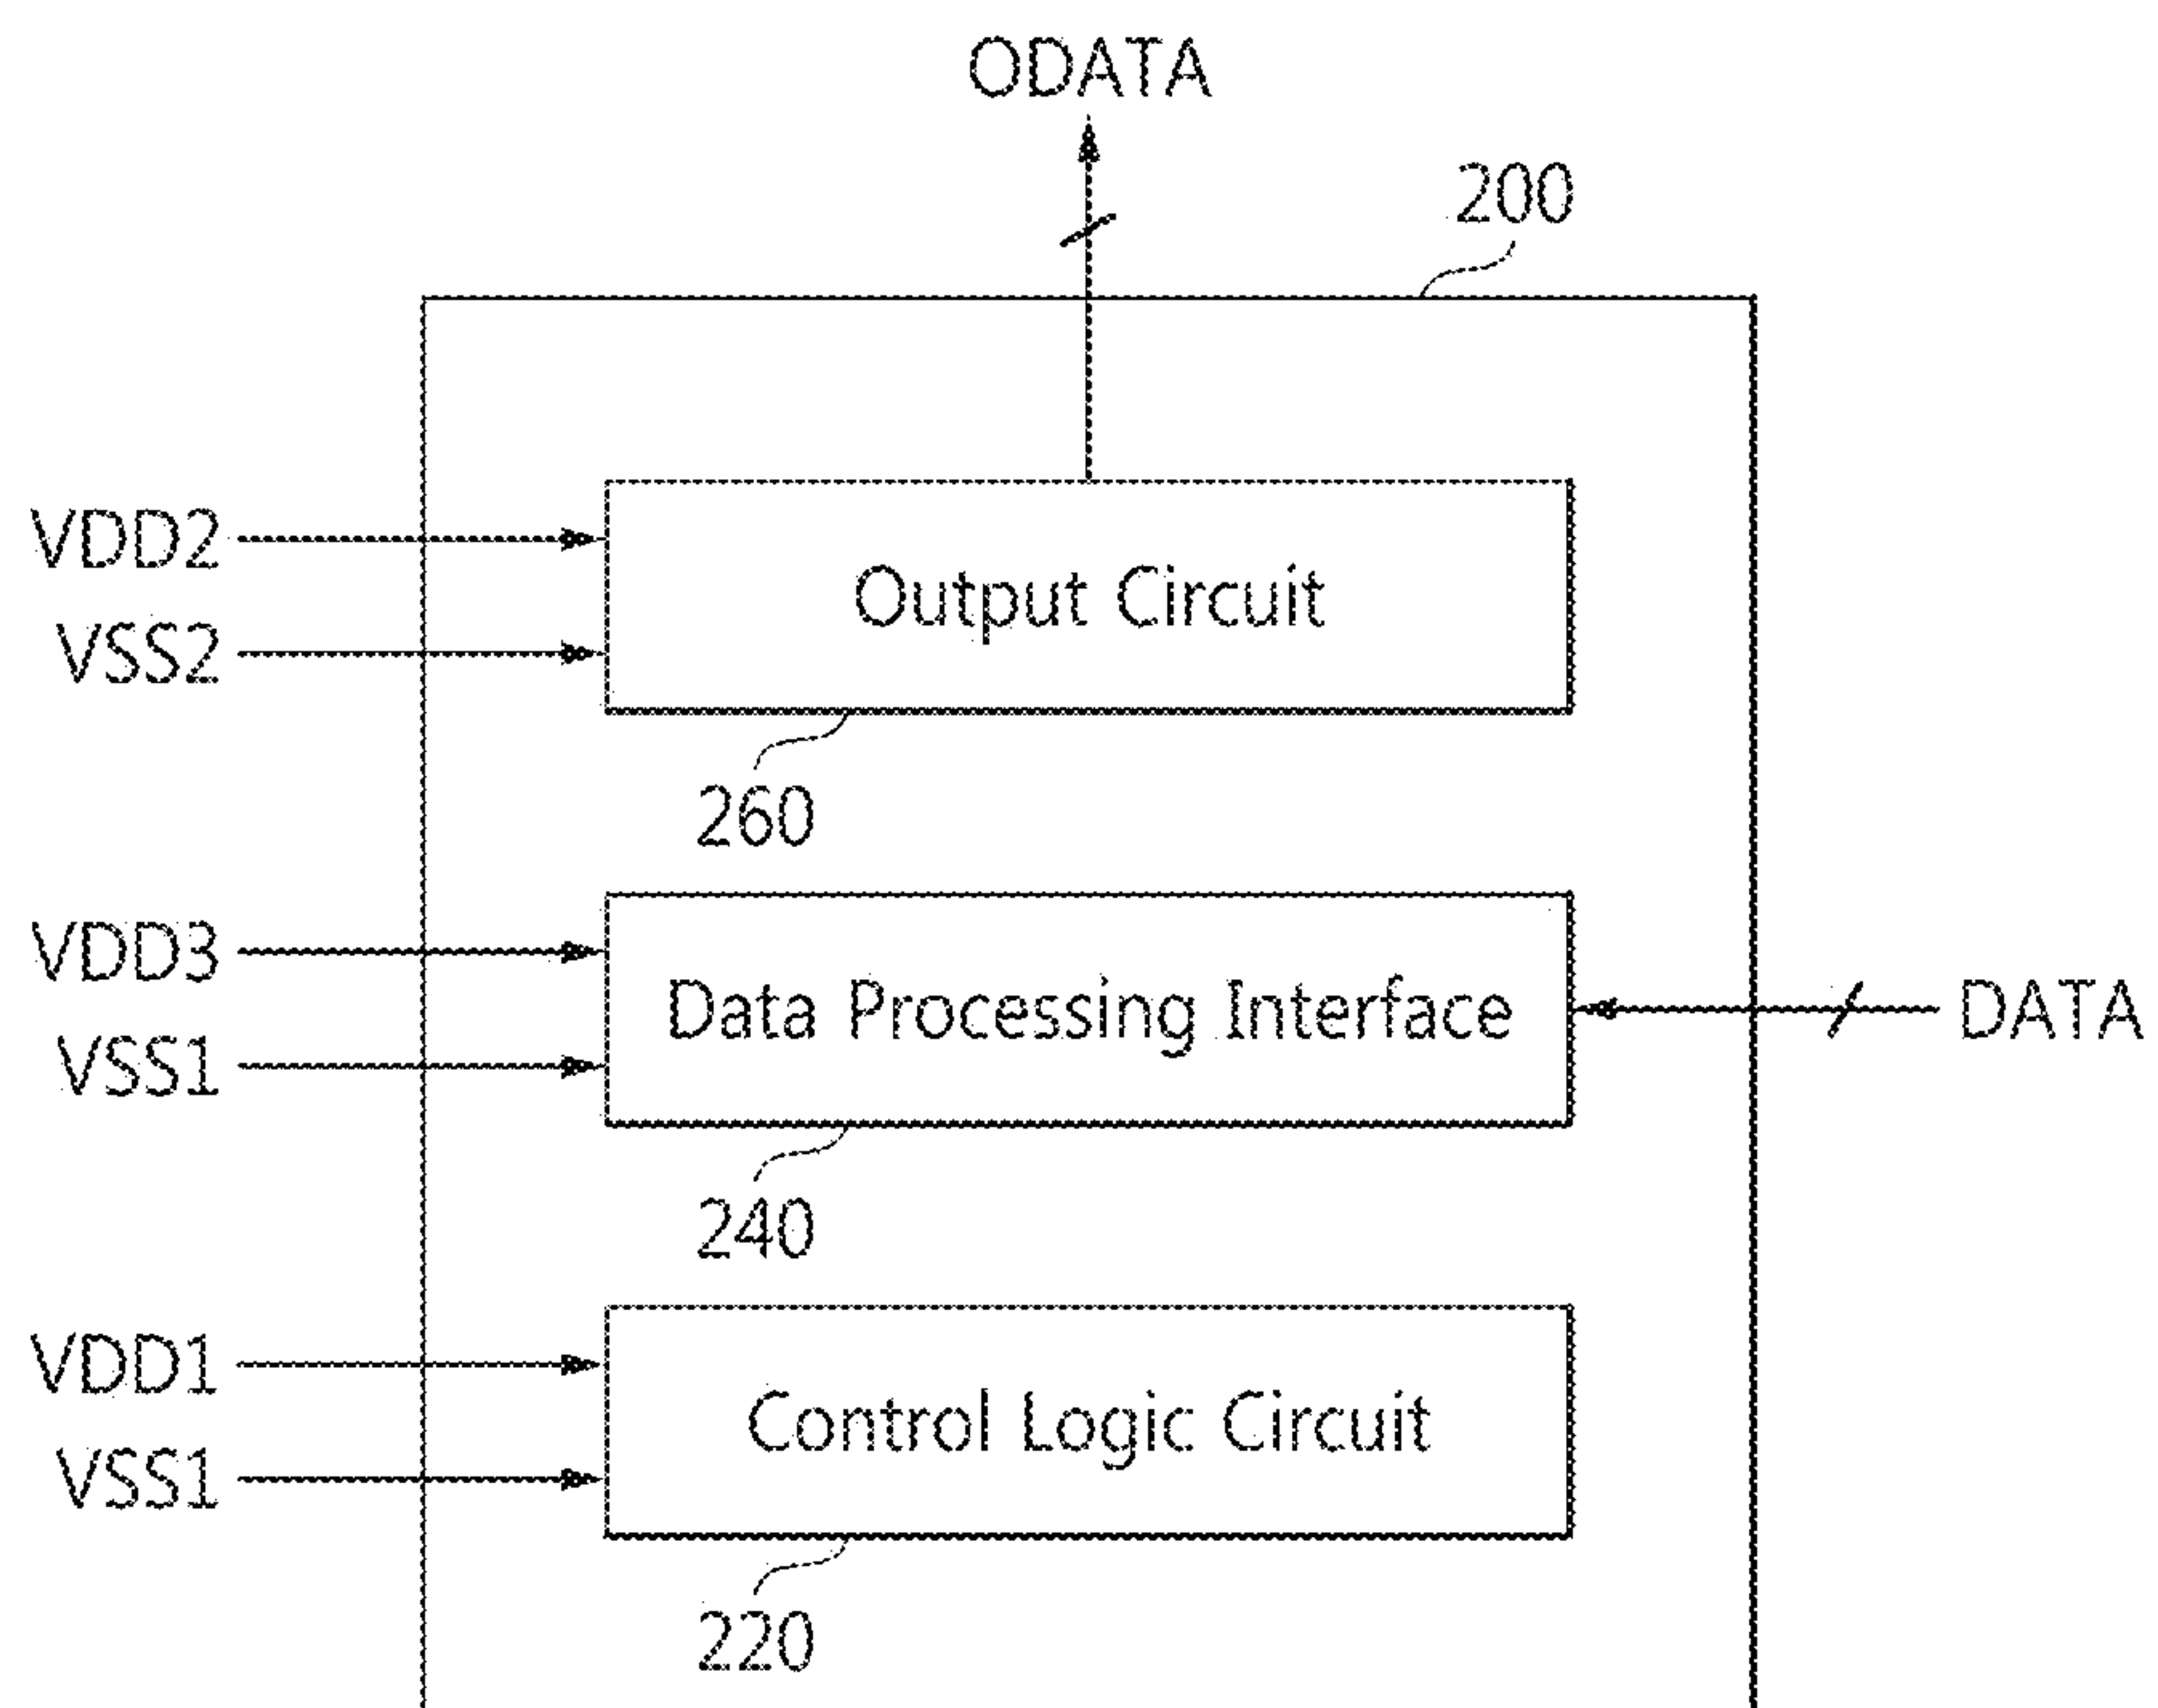 ODATA
200
VDD2
Output Circuit
VSS2
260
VDD3
Data Processing Interface
DATA
VSS1
240
VDD1
Control Logic Circuit
VSS1
220